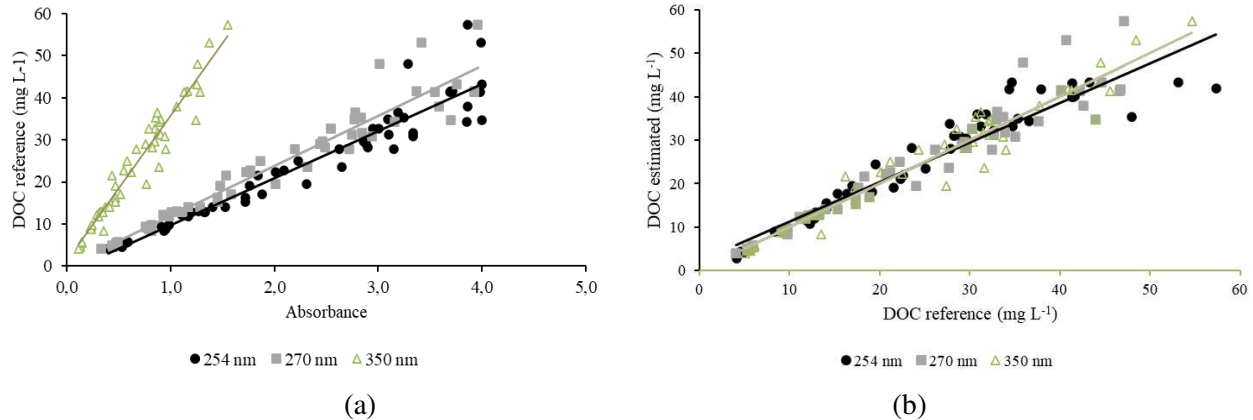 60
50
40
30
20
10
0
DOC reference (mg L-1)
0,0 1,0 2,0 3,0 4,0 5,0
Absorbance
254 nm 270 nm 350 nm
(a)
60
50
40
30
20
10
0
DOC estimated (mg L⁻¹)
0 10 20 30 40 50 60
DOC reference (mg L⁻¹)
254 nm 270 nm 350 nm
(b)